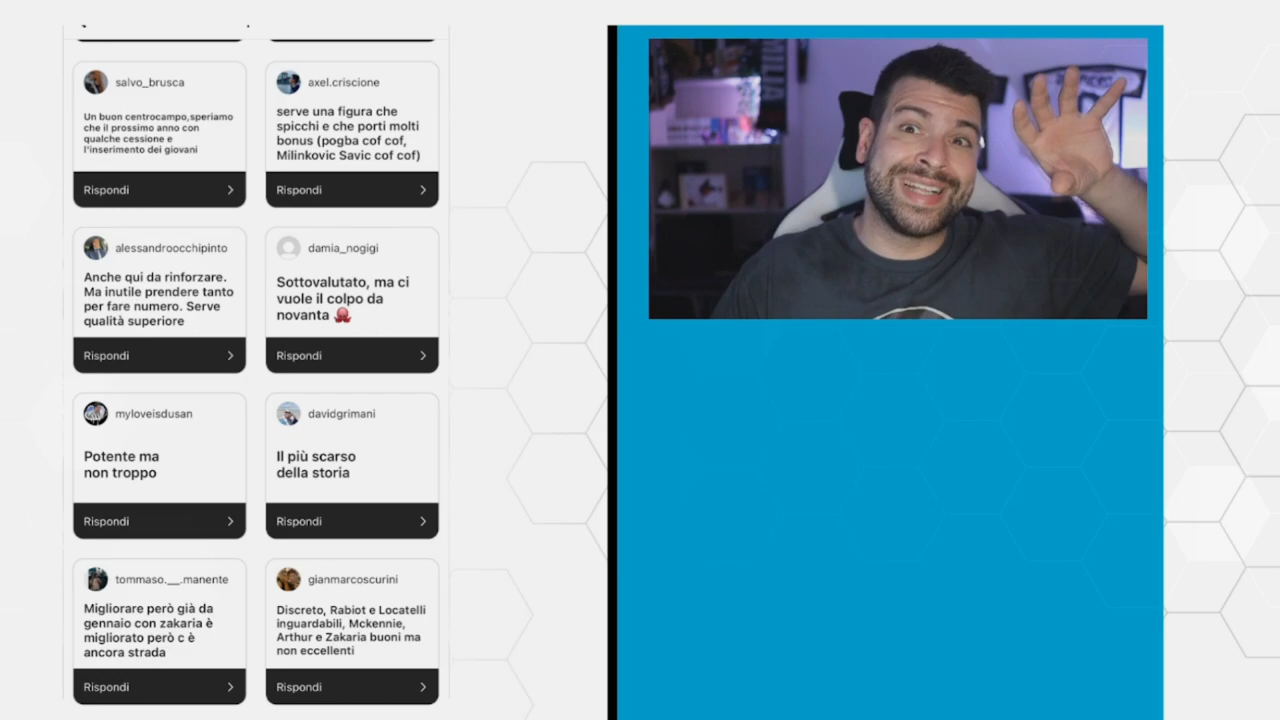 salvo_brusca
Un buon centrocampo,speriamo
che il prossimo anno con
qualche cessione e
l'inserimento dei giovani
Rispondi
axel.criscione
serve una figura che
spicchi e che porti molti
bonus (pogba cof cof,
Milinkovic Savic cof cof)
Rispondi
alessandroocchipinto
Anche qui da rinforzare.
Ma inutile prendere tanto
per fare numero. Serve
qualità superiore
Rispondi
damia_nogigi
Sottovalutato, ma ci
vuole il colpo da
novanta 🐙
Rispondi
myloveisdusan
Potente ma
non troppo
Rispondi
davidgrimani
Il più scarso
della storia
Rispondi
tommaso.__.manente
Migliorare però già da
gennaio con zakaria è
migliorato però c è
ancora strada
Rispondi
gianmarcoscurini
Discreto, Rabiot e Locatelli
inguardabili, Mckennie,
Arthur e Zakaria buoni ma
non eccellenti
Rispondi